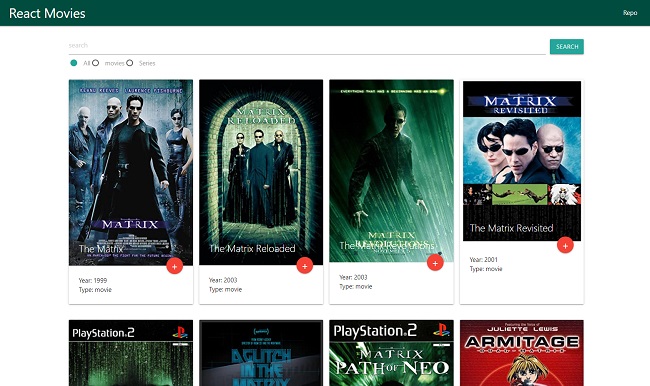 React Movies
Repo
search
SEARCH
All movies Series
KEANU REEVES LAURENCE FISHBURNE
MATRIX
The Matrix
Year: 1999
Type: movie
MATRIX
RELOADED
The Matrix Reloaded
Year: 2003
Type: movie
EVERYTHING THAT HAS A BEGINNING HAS AN END
MATRIX
REVOLUTIONS
The Matrix Revolutions
Year: 2003
Type: movie
MATRIX
REVISITED
The Matrix Revisited
Year: 2001
Type: movie
PlayStation.2
A GLITCH
IN THE
MATRIX
PlayStation.2
MATRIX
PATH OF NEO
JULIETTE LEWIS
ARMITAGE